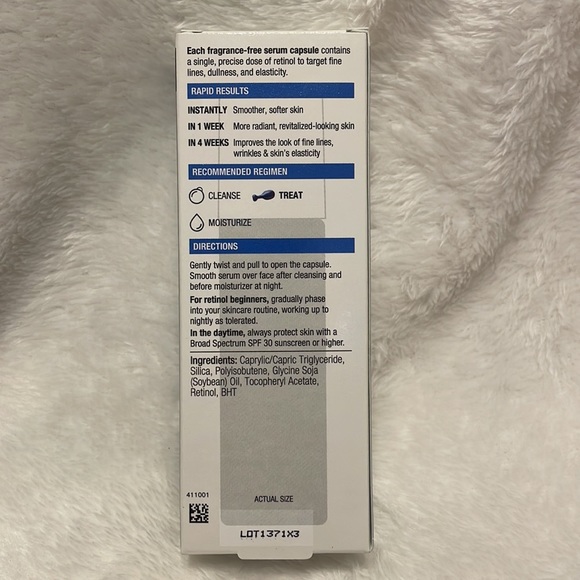 Each fragrance-free serum capsule contains
a single, precise dose of retinol to target fine
lines, dullness, and elasticity.
RAPID RESULTS
INSTANTLY Smoother, softer skin
IN 1 WEEK More radiant, revitalized-looking skin
IN 4 WEEKS Improves the look of fine lines,
wrinkles & skin's elasticity
RECOMMENDED REGIMEN
CLEANSE TREAT
MOISTURIZE
DIRECTIONS
Gently twist and pull to open the capsule.
Smooth serum over face after cleansing and
before moisturizer at night.
For retinol beginners, gradually phase
into your skincare routine, working up to
nightly as tolerated.
In the daytime, always protect skin with a
Broad Spectrum SPF 30 sunscreen or higher.
Ingredients: Caprylic/Capric Triglyceride,
Silica, Polyisobutene, Glycine Soja
(Soybean) Oil, Tocopheryl Acetate,
Retinol, BHT
411001
ACTUAL SIZE
LOT1371X3